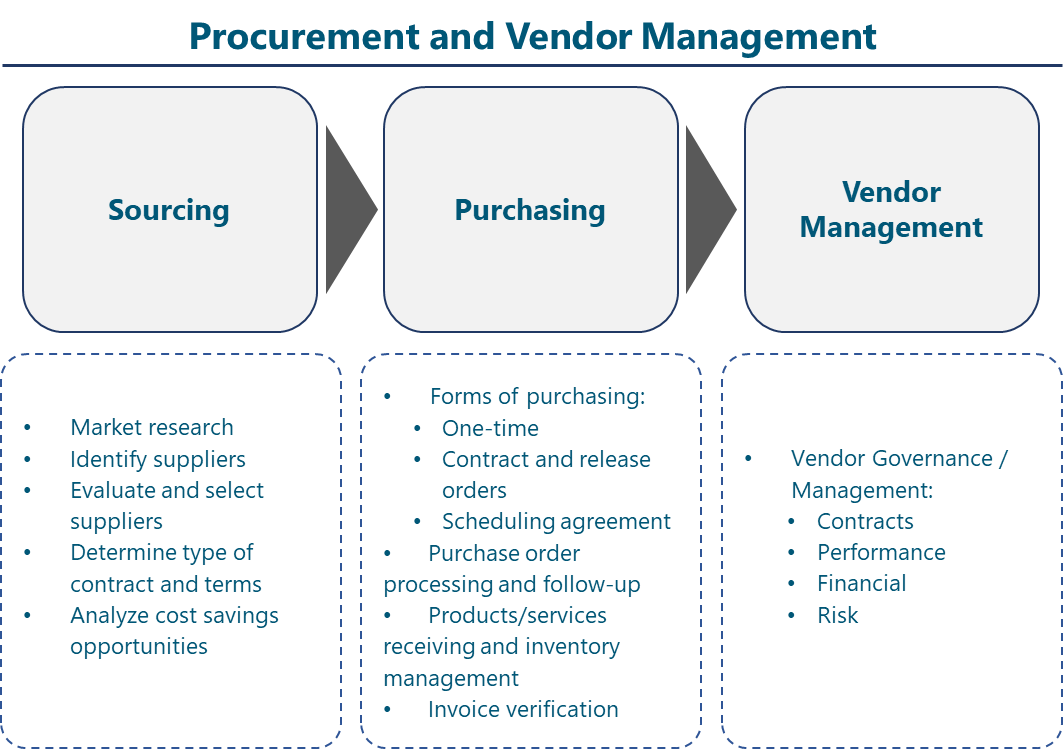 Procurement and Vendor Management
Sourcing
Purchasing
Vendor
Management
• Market research
• Identify suppliers
• Evaluate and select
suppliers
• Determine type of
contract and terms
• Analyze cost savings
opportunities
• Forms of purchasing:
• One-time
• Contract and release
orders
• Scheduling agreement
• Purchase order
processing and follow-up
• Products/services
receiving and inventory
management
• Invoice verification
• Vendor Governance /
Management:
• Contracts
• Performance
• Financial
• Risk